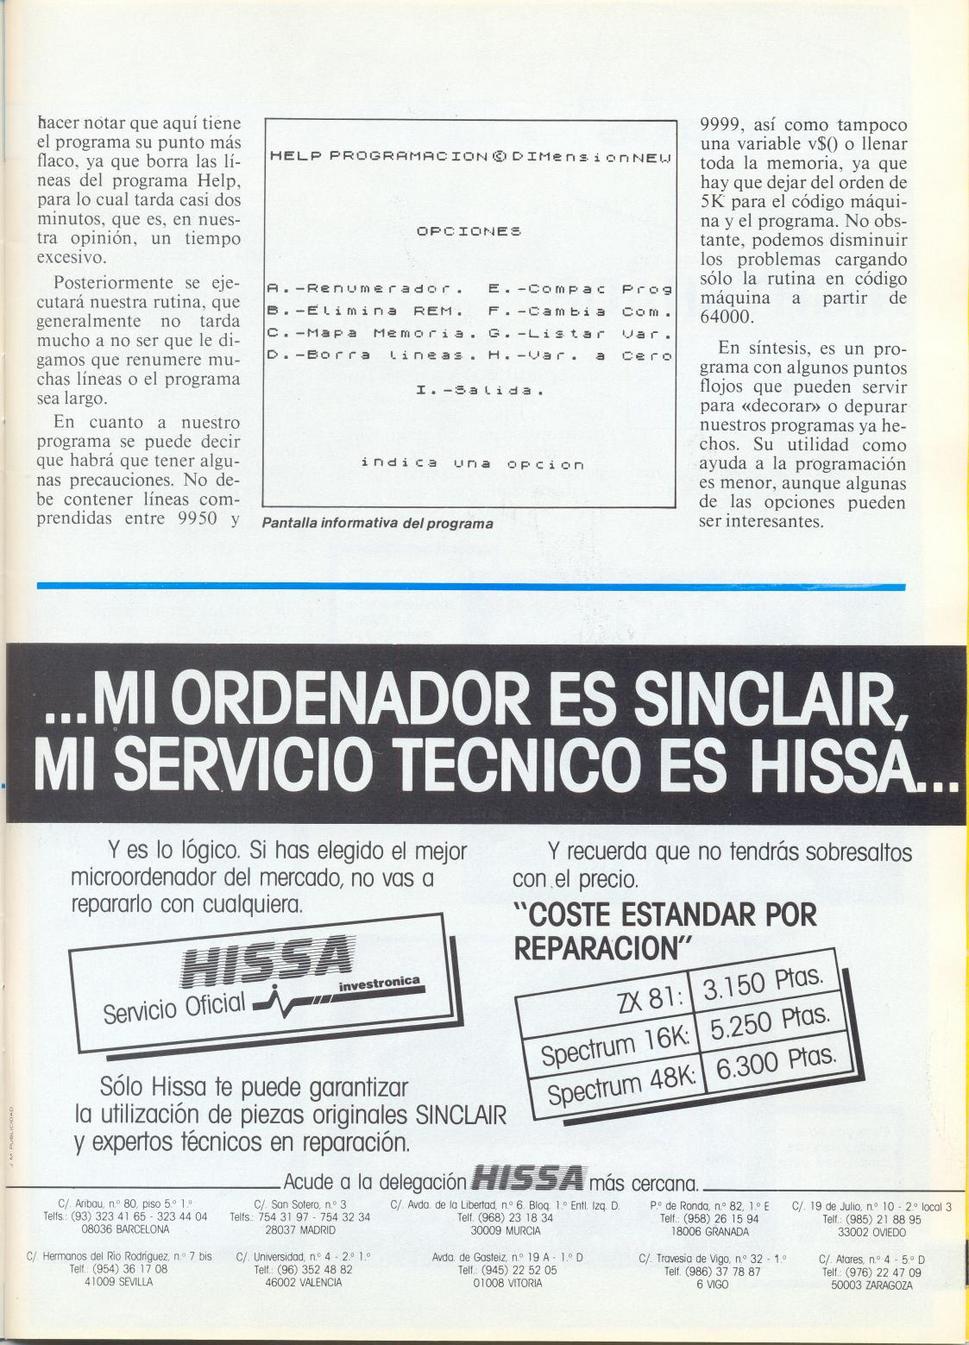 hacer notar que aquí tiene
el programa su punto más
flaco, ya que borra las lí-
neas del programa Help,
para lo cual tarda casi dos
minutos, que es, en nues-
tra opinión, un tiempo
excesivo.
Posteriormente se eje-
cutará nuestra rutina, que
generalmente no tarda
mucho a no ser que le di-
gamos que renumere mu-
chas líneas o el programa
sea largo.
En cuanto a nuestro
programa se puede decir
que habrá que tener algu-
nas precauciones. No de-
be contener líneas com-
prendidas entre 9950 y
HELP PROGRAMACION © DIMensionNEW
OPCIONES
A.-Renumerador. E.-Compac Prog
B.-Elimina REM. F.-Cambia Com.
C.-Mapa Memoria. G.-Listar Var.
D.-Borra lineas. H.-Var. a Cero
I.-Salida.
indica una opcion
Pantalla informativa del programa
9999, así como tampoco
una variable v$() o llenar
toda la memoria, ya que
hay que dejar del orden de
5K para el código máqui-
na y el programa. No obs-
tante, podemos disminuir
los problemas cargando
sólo la rutina en código
máquina a partir de
64000.
En síntesis, es un pro-
grama con algunos puntos
flojos que pueden servir
para «decorar» o depurar
nuestros programas ya he-
chos. Su utilidad como
ayuda a la programación
es menor, aunque algunas
de las opciones pueden
ser interesantes.
...MI ORDENADOR ES SINCLAIR,
MI SERVICIO TECNICO ES HISSA...
Y es lo lógico. Si has elegido el mejor
microordenador del mercado, no vas a
repararlo con cualquiera.
HISSA
Servicio Oficial investronica
Sólo Hissa te puede garantizar
la utilización de piezas originales SINCLAIR
y expertos técnicos en reparación.
Y recuerda que no tendrás sobresaltos
con el precio.
"COSTE ESTANDAR POR
REPARACION"
ZX 81: 3.150 Ptas.
Spectrum 16K: 5.250 Ptas.
Spectrum 48K: 6.300 Ptas.
J.M. PUBLICIDAD
Acude a la delegación HISSA más cercana.
C/. Aribau, n.º 80, piso 5.º 1.ª
Telfs.: (93) 323 41 65 - 323 44 04
08036 BARCELONA
C/. San Sotero, n.º 3
Telfs.: 754 31 97 - 754 32 34
28037 MADRID
C/. Avda. de la Libertad, n.º 6. Bloq. 1.º Entl. Izq. D.
Telf. (968) 23 18 34
30009 MURCIA
P.º de Ronda, n.º 82, 1.º E
Telf. (958) 26 15 94
18006 GRANADA
C/. 19 de Julio, n.º 10 - 2.º local 3
Telf. (985) 21 88 95
33002 OVIEDO
C/. Hermanos del Rio Rodriguez, n.º 7 bis
Telf. (954) 36 17 08
41009 SEVILLA
C/. Universidad, n.º 4 - 2.º 1.ª
Telf. (96) 352 48 82
46002 VALENCIA
Avda. de Gasteiz, n.º 19 A - 1.º D
Telf.: (945) 22 52 05
01008 VITORIA
C/. Travesia de Vigo, n.º 32 - 1.º
Telf. (986) 37 78 87
6 VIGO
C/. Atares, n.º 4 - 5.º D
Telf.: (976) 22 47 09
50003 ZARAGOZA